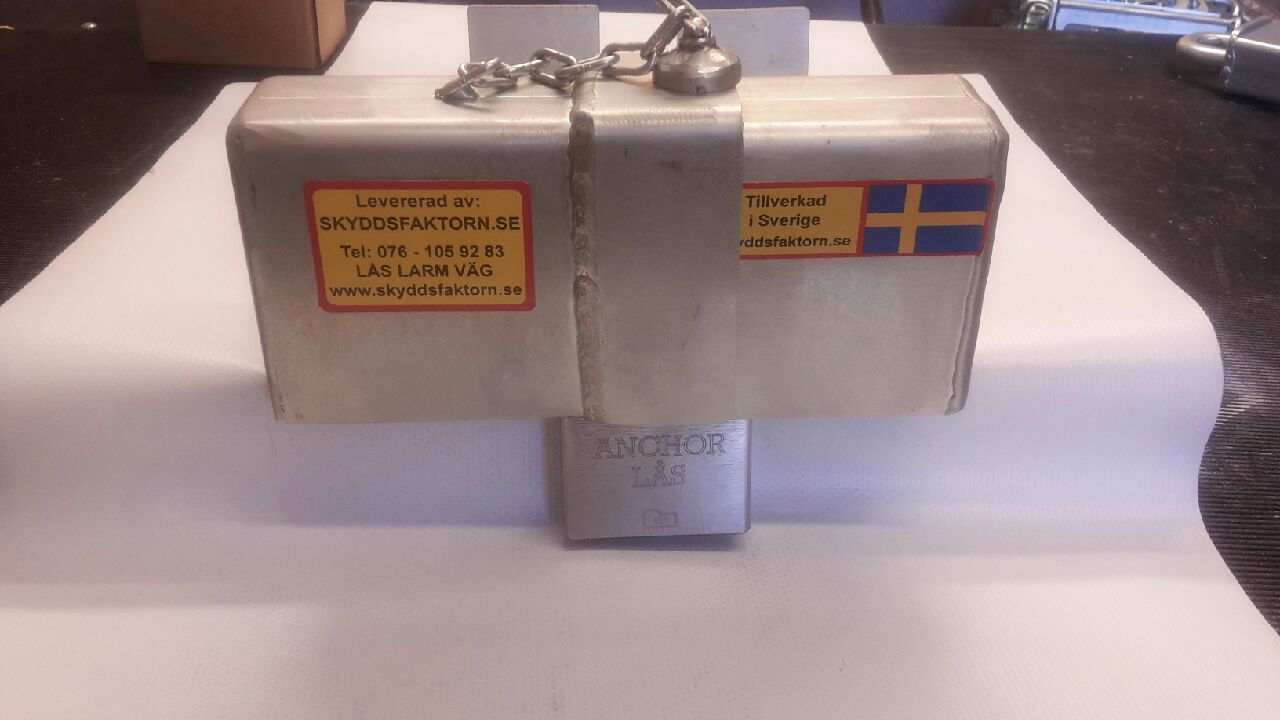 Levererad av:
SKYDDSFAKTORN.SE
Tel: 076 - 105 92 83
LÅS LARM VÄG
www.skyddsfaktorn.se
Tillverkad
i Sverige
yddsfaktorn.se
ANCHOR
LÅS